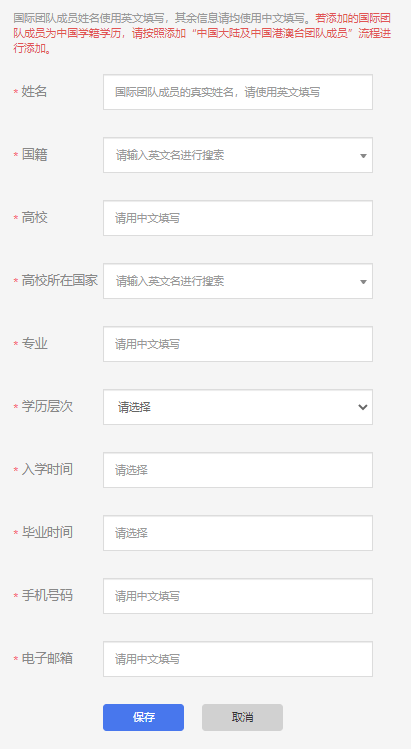 国际团队成员姓名使用英文填写，其余信息请均使用中文填写。若添加的国际
团队成员为中国学籍学历，请按照添加“中国大陆及中国港澳台团队成员”流程进
行添加。
* 姓名 国际团队成员的真实姓名，请使用英文填写
* 国籍 请输入英文名进行搜索
* 高校 请用中文填写
* 高校所在国家 请输入英文名进行搜索
* 专业 请用中文填写
* 学历层次 请选择
* 入学时间 请选择
* 毕业时间 请选择
* 手机号码 请用中文填写
* 电子邮箱 请用中文填写
保存 取消